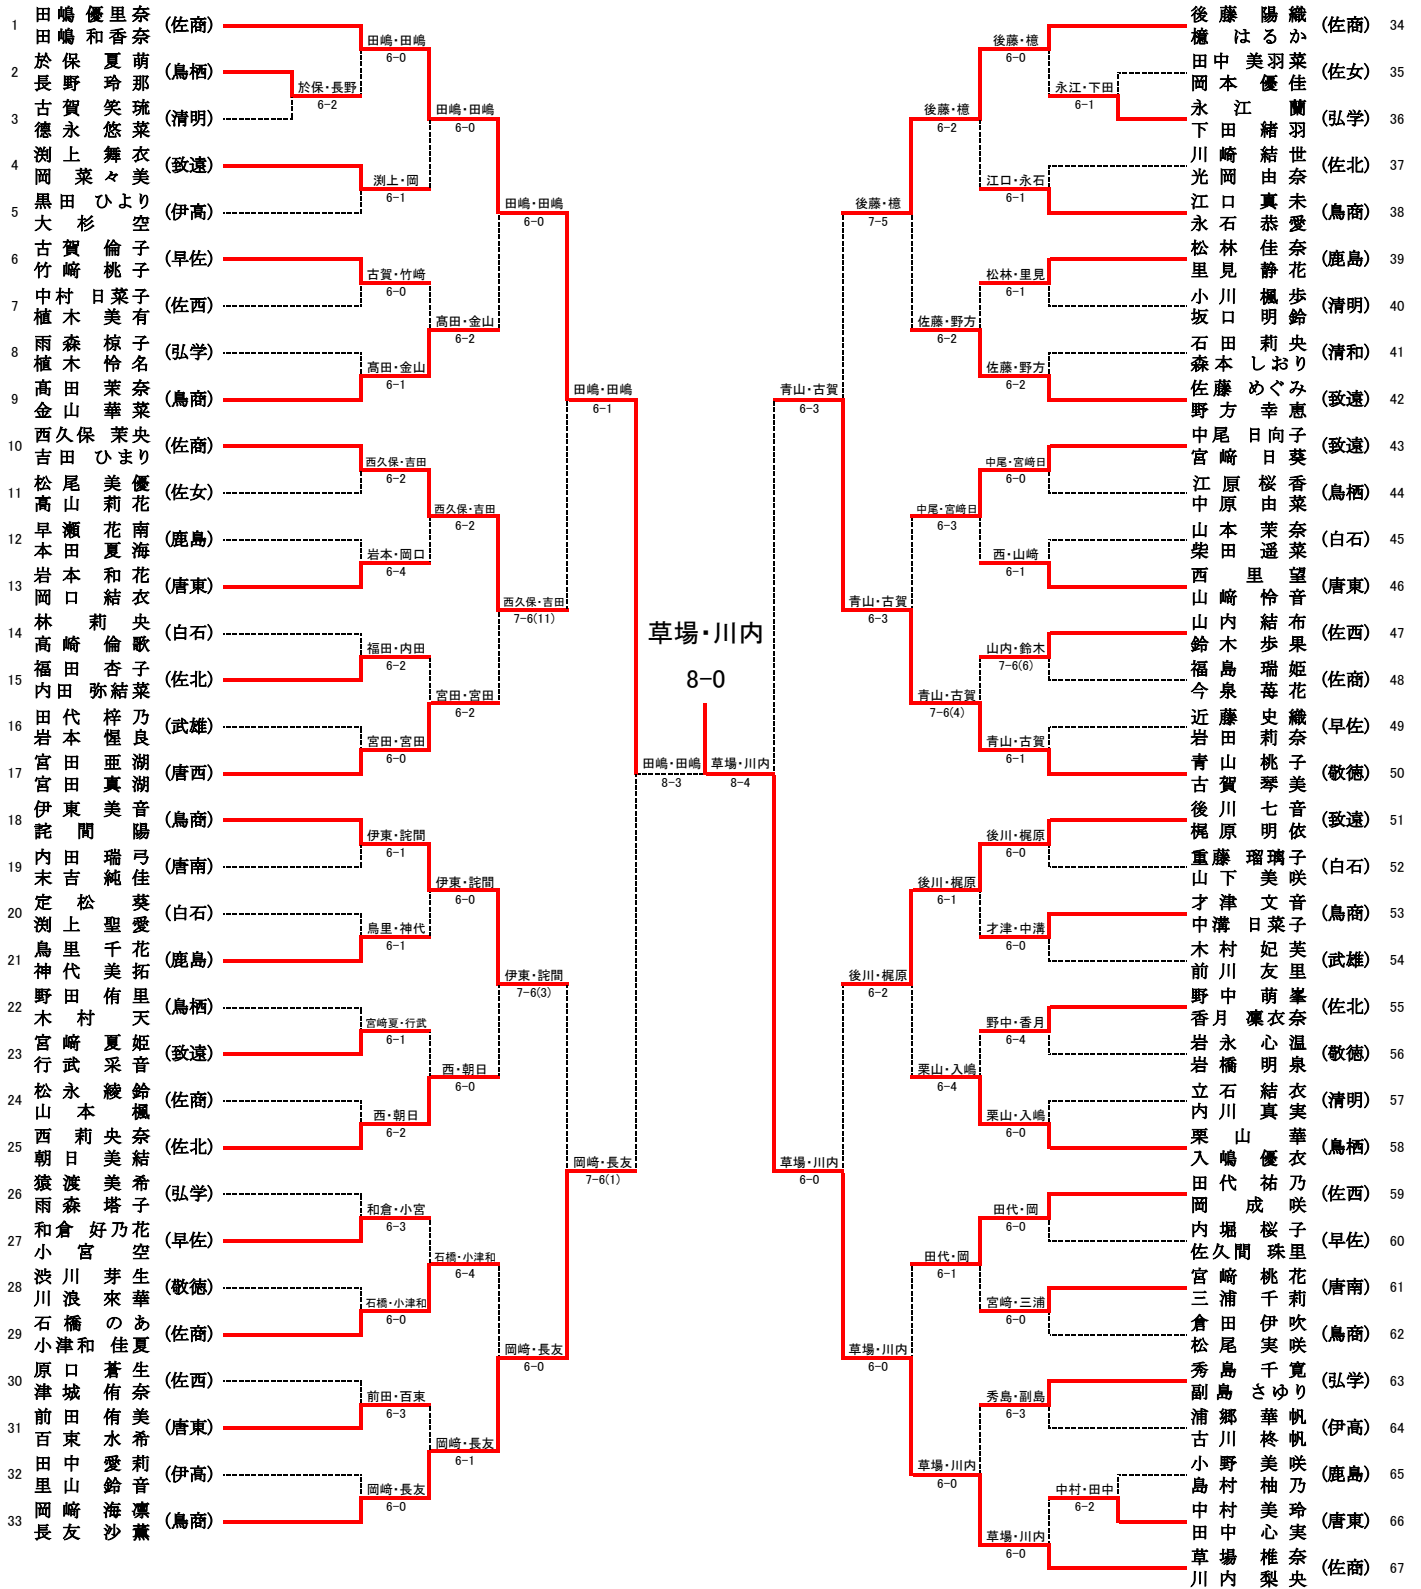 1 田嶋優里奈 田嶋和香奈 (佐商)
2 於保夏萌 長野玲那 (鳥栖)
3 古賀笑琉 德永悠菜 (清明)
4 渕上舞衣 岡菜々美 (致遠)
5 黒田ひより 大杉空 (伊高)
6 古賀倫子 竹﨑桃子 (早佐)
7 中村日菜子 植木美有 (佐西)
8 雨森椋子 植木怜名 (弘学)
9 髙田茉奈 金山華菜 (鳥商)
10 西久保茉央 吉田ひまり (佐商)
11 松尾美優 高山莉花 (佐女)
12 早瀬花南 本田夏海 (鹿島)
13 岩本和花 岡口結衣 (唐東)
14 林莉央 高崎倫歌 (白石)
15 福田杏子 内田弥結菜 (佐北)
16 田代梓乃 岩本惺良 (武雄)
17 宮田亜湖 宮田真湖 (唐西)
18 伊東美音 詫間陽 (鳥商)
19 内田瑞弓 末吉純佳 (唐南)
20 定松葵 渕上聖愛 (白石)
21 鳥里千花 神代美拓 (鹿島)
22 野田侑里 木村天 (鳥栖)
23 宮﨑夏姫 行武采音 (致遠)
24 松永綾鈴 山本楓 (佐商)
25 西莉央奈 朝日美結 (佐北)
26 猿渡美希 雨森塔子 (弘学)
27 和倉好乃花 小宮空 (早佐)
28 渋川芽生 川浪來華 (敬徳)
29 石橋のあ 小津和佳夏 (佐商)
30 原口蒼生 津城侑奈 (佐西)
31 前田侑美 百東水希 (唐東)
32 田中愛莉 里山鈴音 (伊高)
33 岡﨑海凛 長友沙薫 (鳥商)
於保・長野
6-2
田嶋・田嶋
6-0
渕上・岡
6-1
古賀・竹﨑
6-0
髙田・金山
6-1
西久保・吉田
6-2
岩本・岡口
6-4
福田・内田
6-2
宮田・宮田
6-0
伊東・詫間
6-1
鳥里・神代
6-1
宮﨑夏・行武
6-1
西・朝日
6-2
和倉・小宮
6-3
石橋・小津和
6-0
前田・百東
6-3
岡﨑・長友
6-0
田嶋・田嶋
6-0
髙田・金山
6-2
西久保・吉田
6-2
宮田・宮田
6-2
伊東・詫間
6-0
西・朝日
6-0
石橋・小津和
6-4
岡﨑・長友
6-1
田嶋・田嶋
6-0
西久保・吉田
7-6(11)
伊東・詫間
7-6(3)
岡﨑・長友
6-0
田嶋・田嶋
6-1
岡﨑・長友
7-6(1)
田嶋・田嶋
8-3
草場・川内
8-0
草場・川内
8-4
青山・古賀
6-3
草場・川内
6-0
後藤・檍
7-5
青山・古賀
6-3
後川・梶原
6-2
草場・川内
6-0
後藤・檍
6-2
佐藤・野方
6-2
中尾・宮﨑日
6-3
青山・古賀
7-6(4)
後川・梶原
6-1
栗山・入嶋
6-4
田代・岡
6-1
草場・川内
6-0
後藤・檍
6-0
江口・永石
6-1
松林・里見
6-1
佐藤・野方
6-2
中尾・宮﨑日
6-0
西・山﨑
6-1
山内・鈴木
7-6(6)
青山・古賀
6-1
後川・梶原
6-0
才津・中溝
6-0
野中・香月
6-4
栗山・入嶋
6-0
田代・岡
6-0
宮﨑・三浦
6-0
秀島・副島
6-3
草場・川内
6-0
永江・下田
6-1
中村・田中
6-2
後藤陽織 檍はるか (佐商) 34
田中美羽菜 岡本優佳 (佐女) 35
永江蘭 下田緒羽 (弘学) 36
川崎結世 光岡由奈 (佐北) 37
江口真未 永石恭愛 (鳥商) 38
松林佳奈 里見静花 (鹿島) 39
小川楓歩 坂口明鈴 (清明) 40
石田莉央 森本しおり (清和) 41
佐藤めぐみ 野方幸恵 (致遠) 42
中尾日向子 宮﨑日葵 (致遠) 43
江原桜香 中原由菜 (鳥栖) 44
山本茉奈 柴田遥菜 (白石) 45
西里望 山﨑怜音 (唐東) 46
山内結布 鈴木歩果 (佐西) 47
福島瑞姫 今泉苺花 (佐商) 48
近藤史織 岩田莉奈 (早佐) 49
青山桃子 古賀琴美 (敬徳) 50
後川七音 梶原明依 (致遠) 51
重藤瑠璃子 山下美咲 (白石) 52
才津文音 中溝日菜子 (鳥商) 53
木村妃芙 前川友里 (武雄) 54
野中萌峯 香月凜衣奈 (佐北) 55
岩永心温 岩橋明泉 (敬徳) 56
立石結衣 内川真実 (清明) 57
栗山華 入嶋優衣 (鳥栖) 58
田代祐乃 岡成咲 (佐西) 59
内堀桜子 佐久間珠里 (早佐) 60
宮﨑桃花 三浦千莉 (唐南) 61
倉田伊吹 松尾実咲 (鳥商) 62
秀島千寛 副島さゆり (弘学) 63
浦郷華帆 古川柊帆 (伊高) 64
小野美咲 島村柚乃 (鹿島) 65
中村美玲 田中心実 (唐東) 66
草場椎奈 川内梨央 (佐商) 67